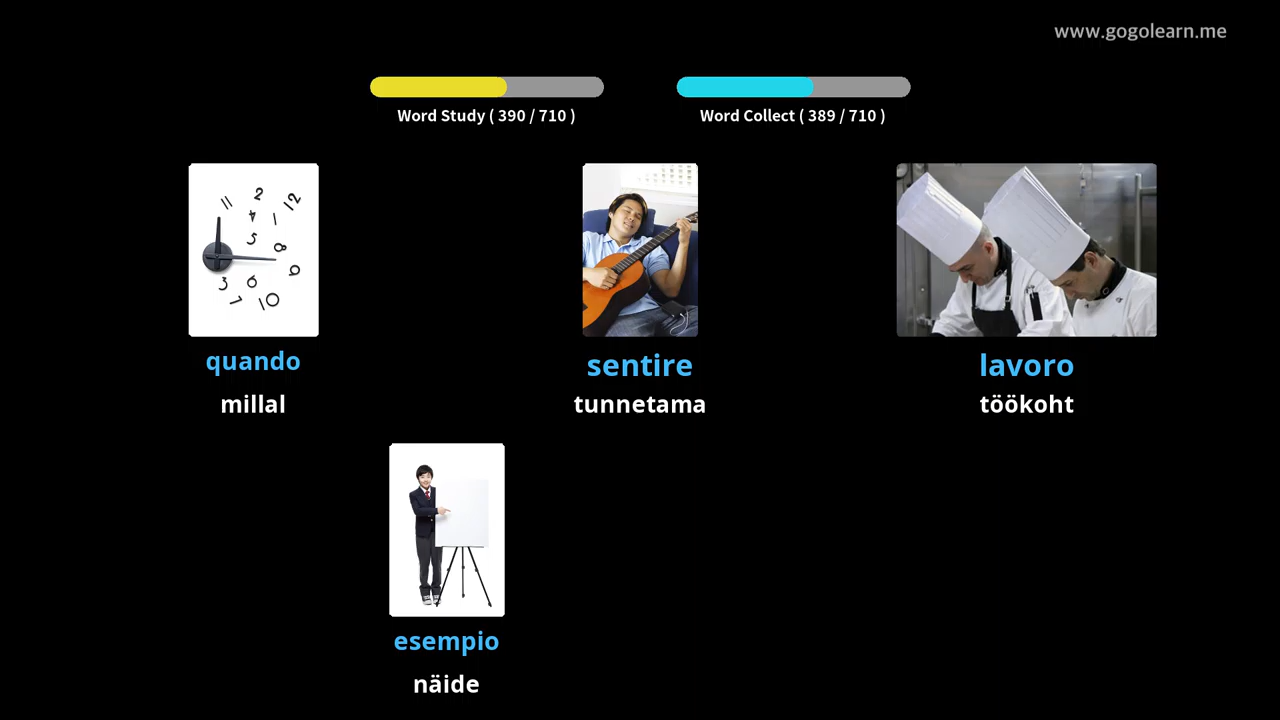 www.gogolearn.me
Word Study ( 390 / 710 )
Word Collect ( 389 / 710 )
quando
millal
sentire
tunnetama
lavoro
töökoht
esempio
näide